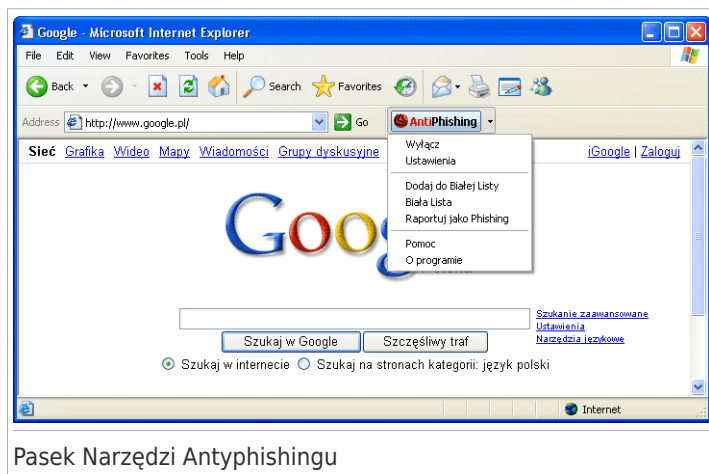 Google - Microsoft Internet Explorer
File Edit View Favorites Tools Help
Back Search Favorites
Address http://www.google.pl/ Go AntiPhishing
Wyłącz
Ustawienia
Dodaj do Białej Listy
Biała Lista
Raportuj jako Phishing
Pomoc
O programie
Sieć Grafika Wideo Mapy Wiadomości Grupy dyskusyjne iGoogle | Zaloguj
Goo
Szukanie zaawansowane
Ustawienia
Narzędzia językowe
Szukaj w Google Szczęśliwy traf
Szukaj w internecie Szukaj na stronach kategorii: język polski
Internet
Pasek Narzędzi Antyphishingu